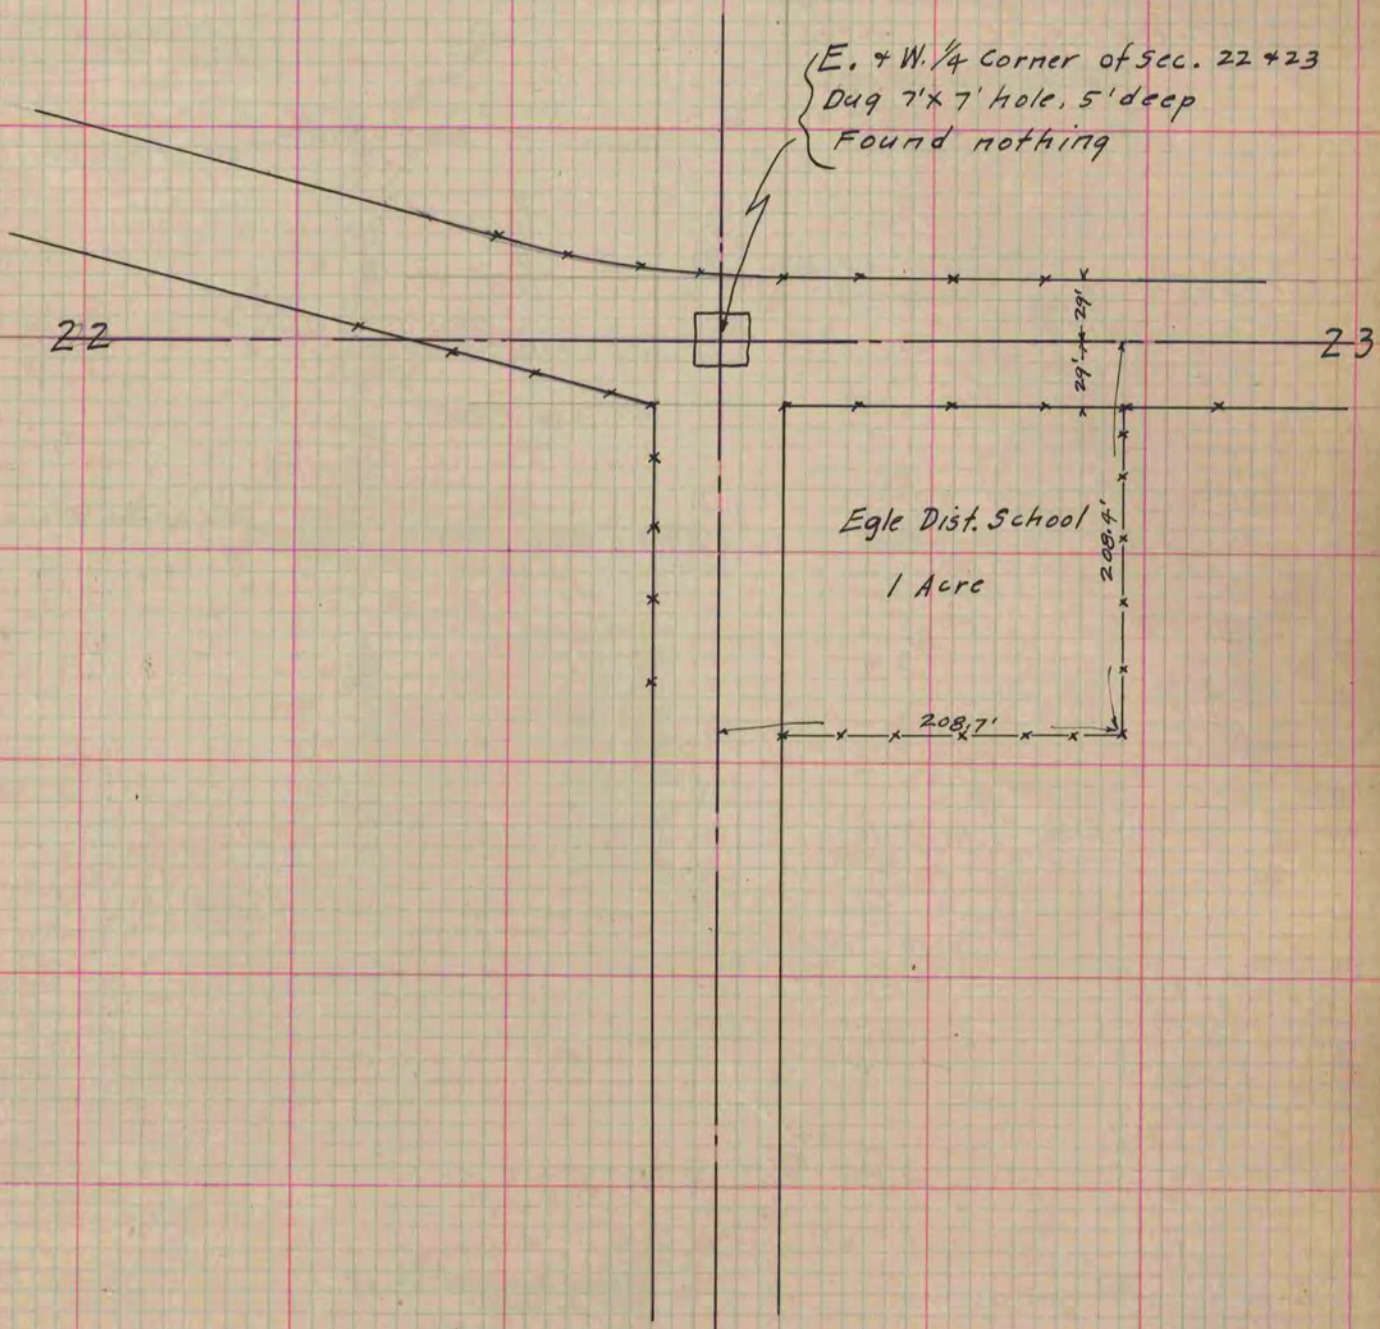 E. & W. 1/4 Corner of Sec. 22 & 23
Dug 7'x 7' hole, 5' deep
Found nothing
29'
22
23
29'
Egle Dist. School
208.4'
1 Acre
208.7'